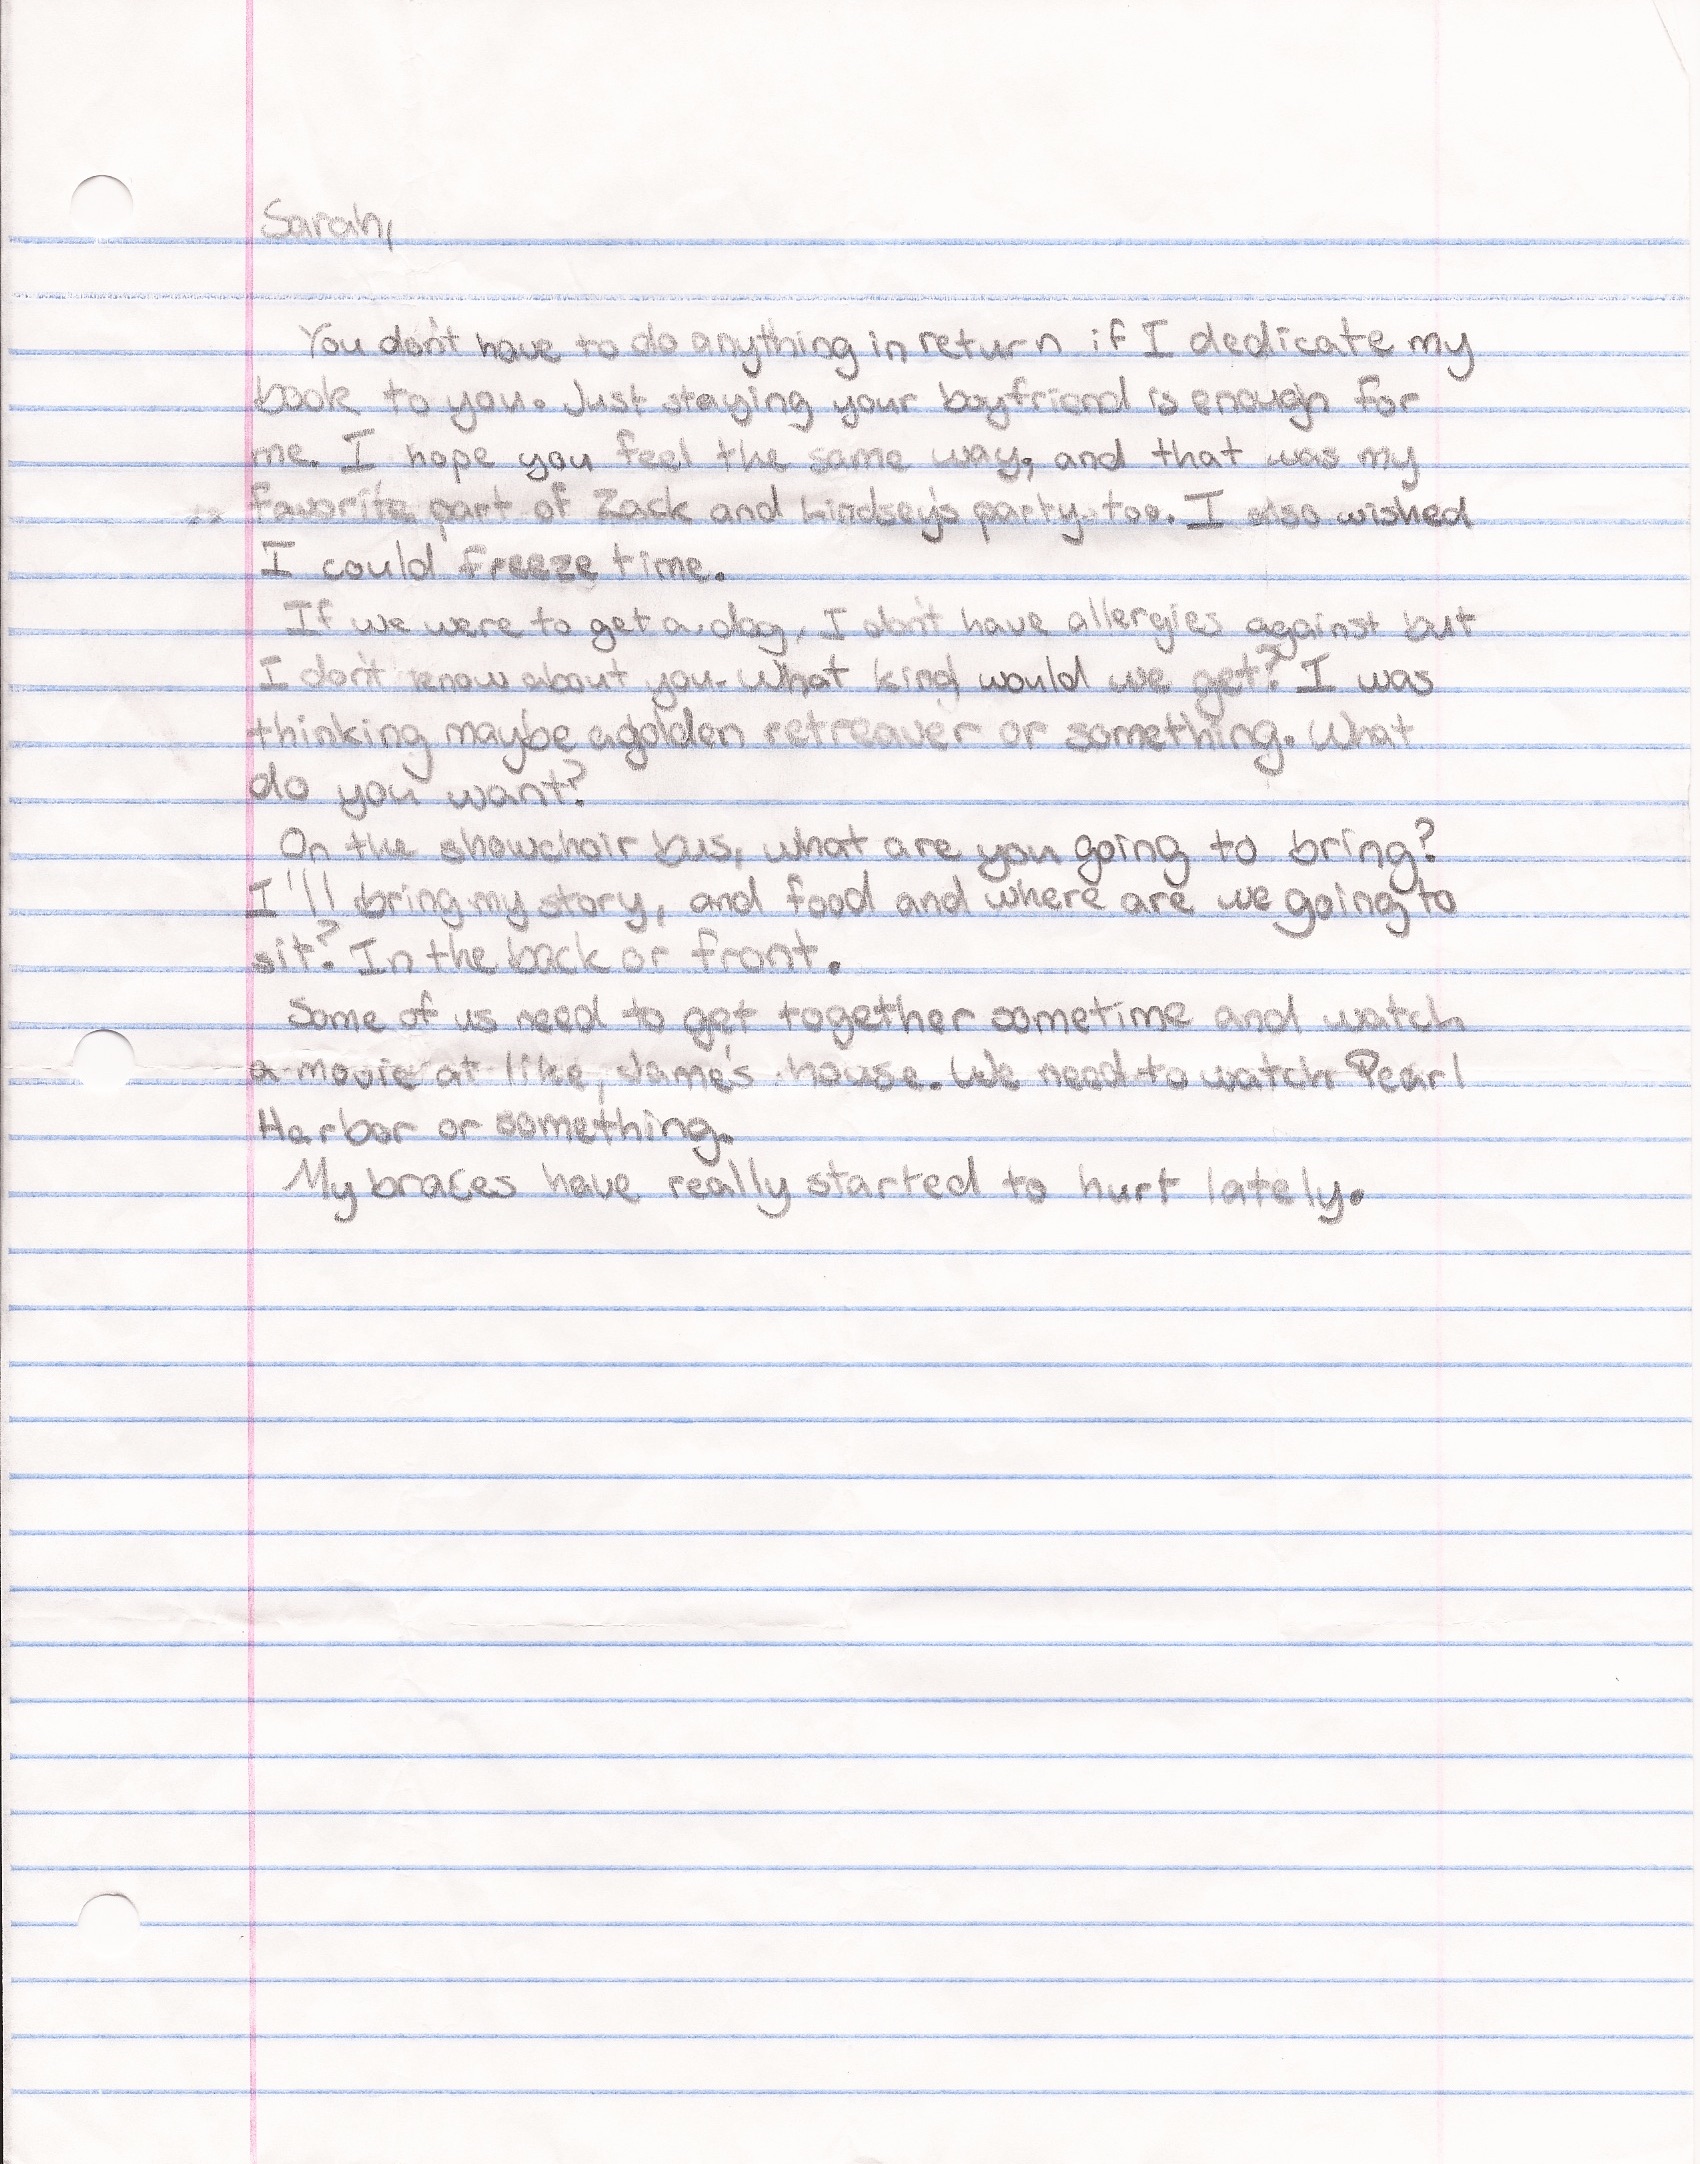 Sarah,
You don't have to do anything in return if I dedicate my
book to you. Just staying your boyfriend is enough for
me. I hope you feel the same way, and that was my
favorite part of Zack and Lindsey's party too. I also wished
I could freeze time.
If we were to get a dog, I don't have allergies against but
I don't know about you. What kind would we get? I was
thinking maybe a golden retreaver or something. What
do you want?
On the showchoir bus, what are you going to bring?
I'll bring my story, and food and where are we going to
sit? In the back or front.
Some of us need to get together sometime and watch
a movie at like, Jame's house. We need to watch Pearl
Harbor or something.
My braces have really started to hurt lately.